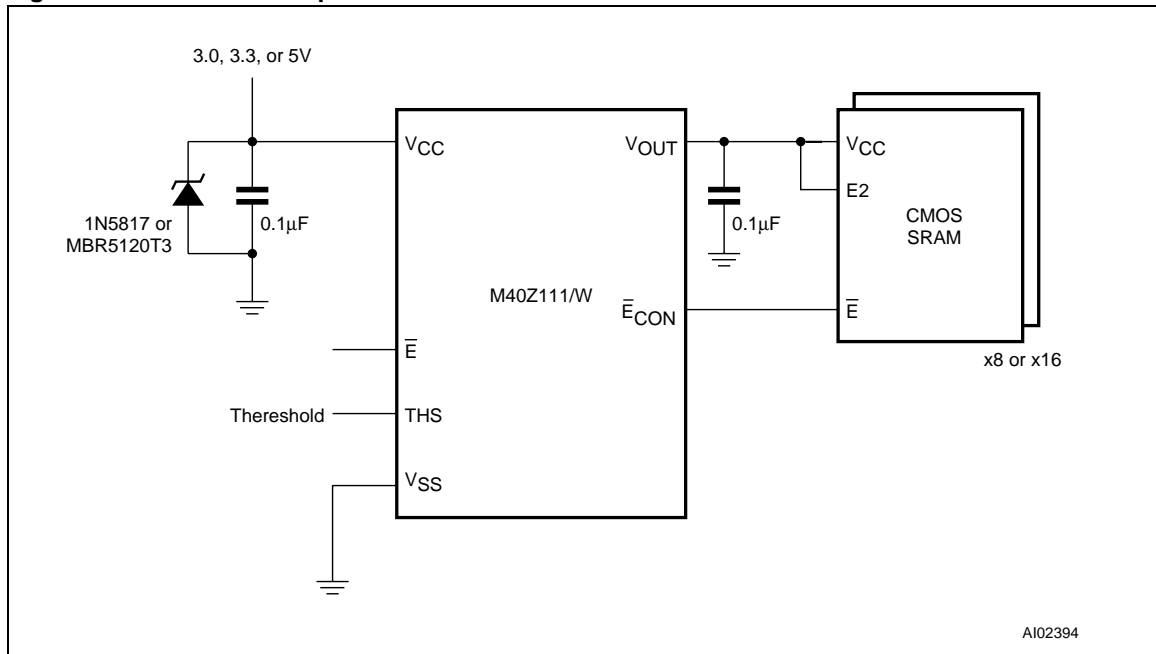 3.0, 3.3, or 5V
VCC
VOUT
VCC
E2
1N5817 or
MBR5120T3
0.1μF
0.1μF
CMOS
SRAM
M40Z111/W
E̅CON
E̅
x8 or x16
E̅
Thereshold
THS
VSS
AI02394